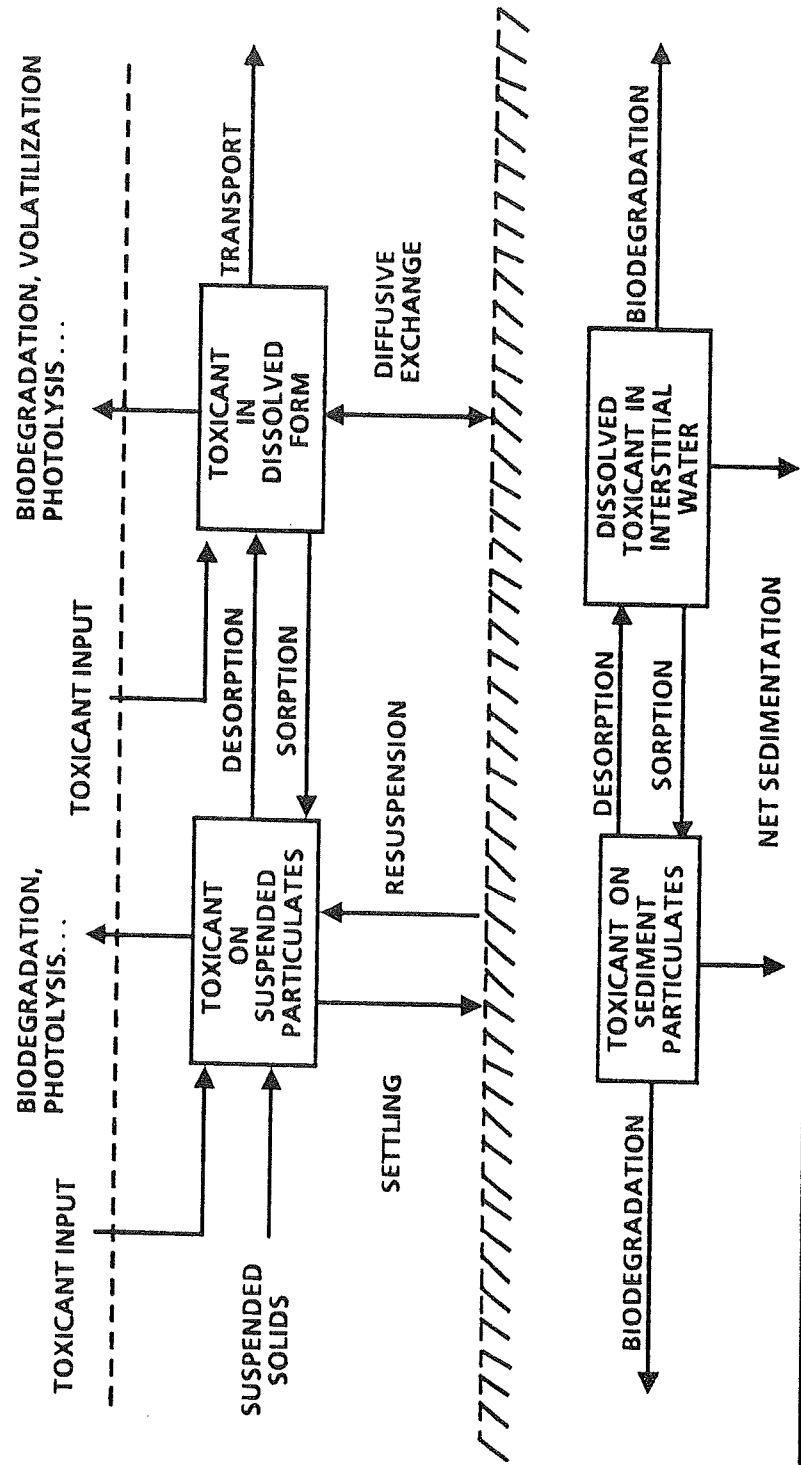 TOXICANT INPUT
BIODEGRADATION,
PHOTOLYSIS...
TOXICANT INPUT
BIODEGRADATION, VOLATILIZATION
PHOTOLYSIS...
SUSPENDED
SOLIDS
TOXICANT
ON
SUSPENDED
PARTICULATES
DESORPTION
SORPTION
TOXICANT
IN
DISSOLVED
FORM
TRANSPORT
SETTLING
RESUSPENSION
DIFFUSIVE
EXCHANGE
BIODEGRADATION
TOXICANT ON
SEDIMENT
PARTICULATES
DESORPTION
SORPTION
DISSOLVED
TOXICANT IN
INTERSTITIAL
WATER
BIODEGRADATION
NET SEDIMENTATION